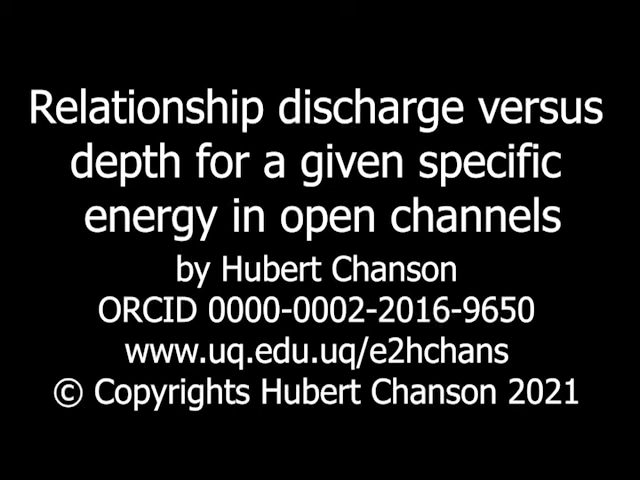 Relationship discharge versus
depth for a given specific
energy in open channels
by Hubert Chanson
ORCID 0000-0002-2016-9650
www.uq.edu.uq/e2hchans
© Copyrights Hubert Chanson 2021